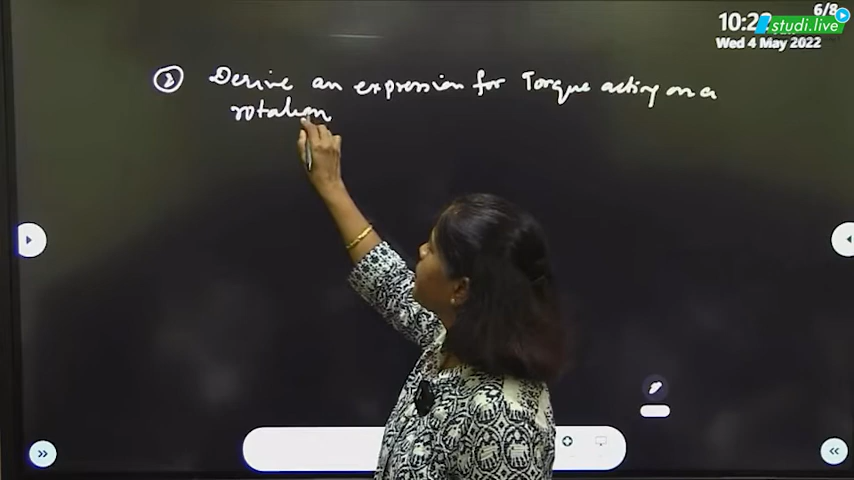 6/8
10:22
studi.live
Wed 4 May 2022
② Derive an expression for Torque acting on a
rotation